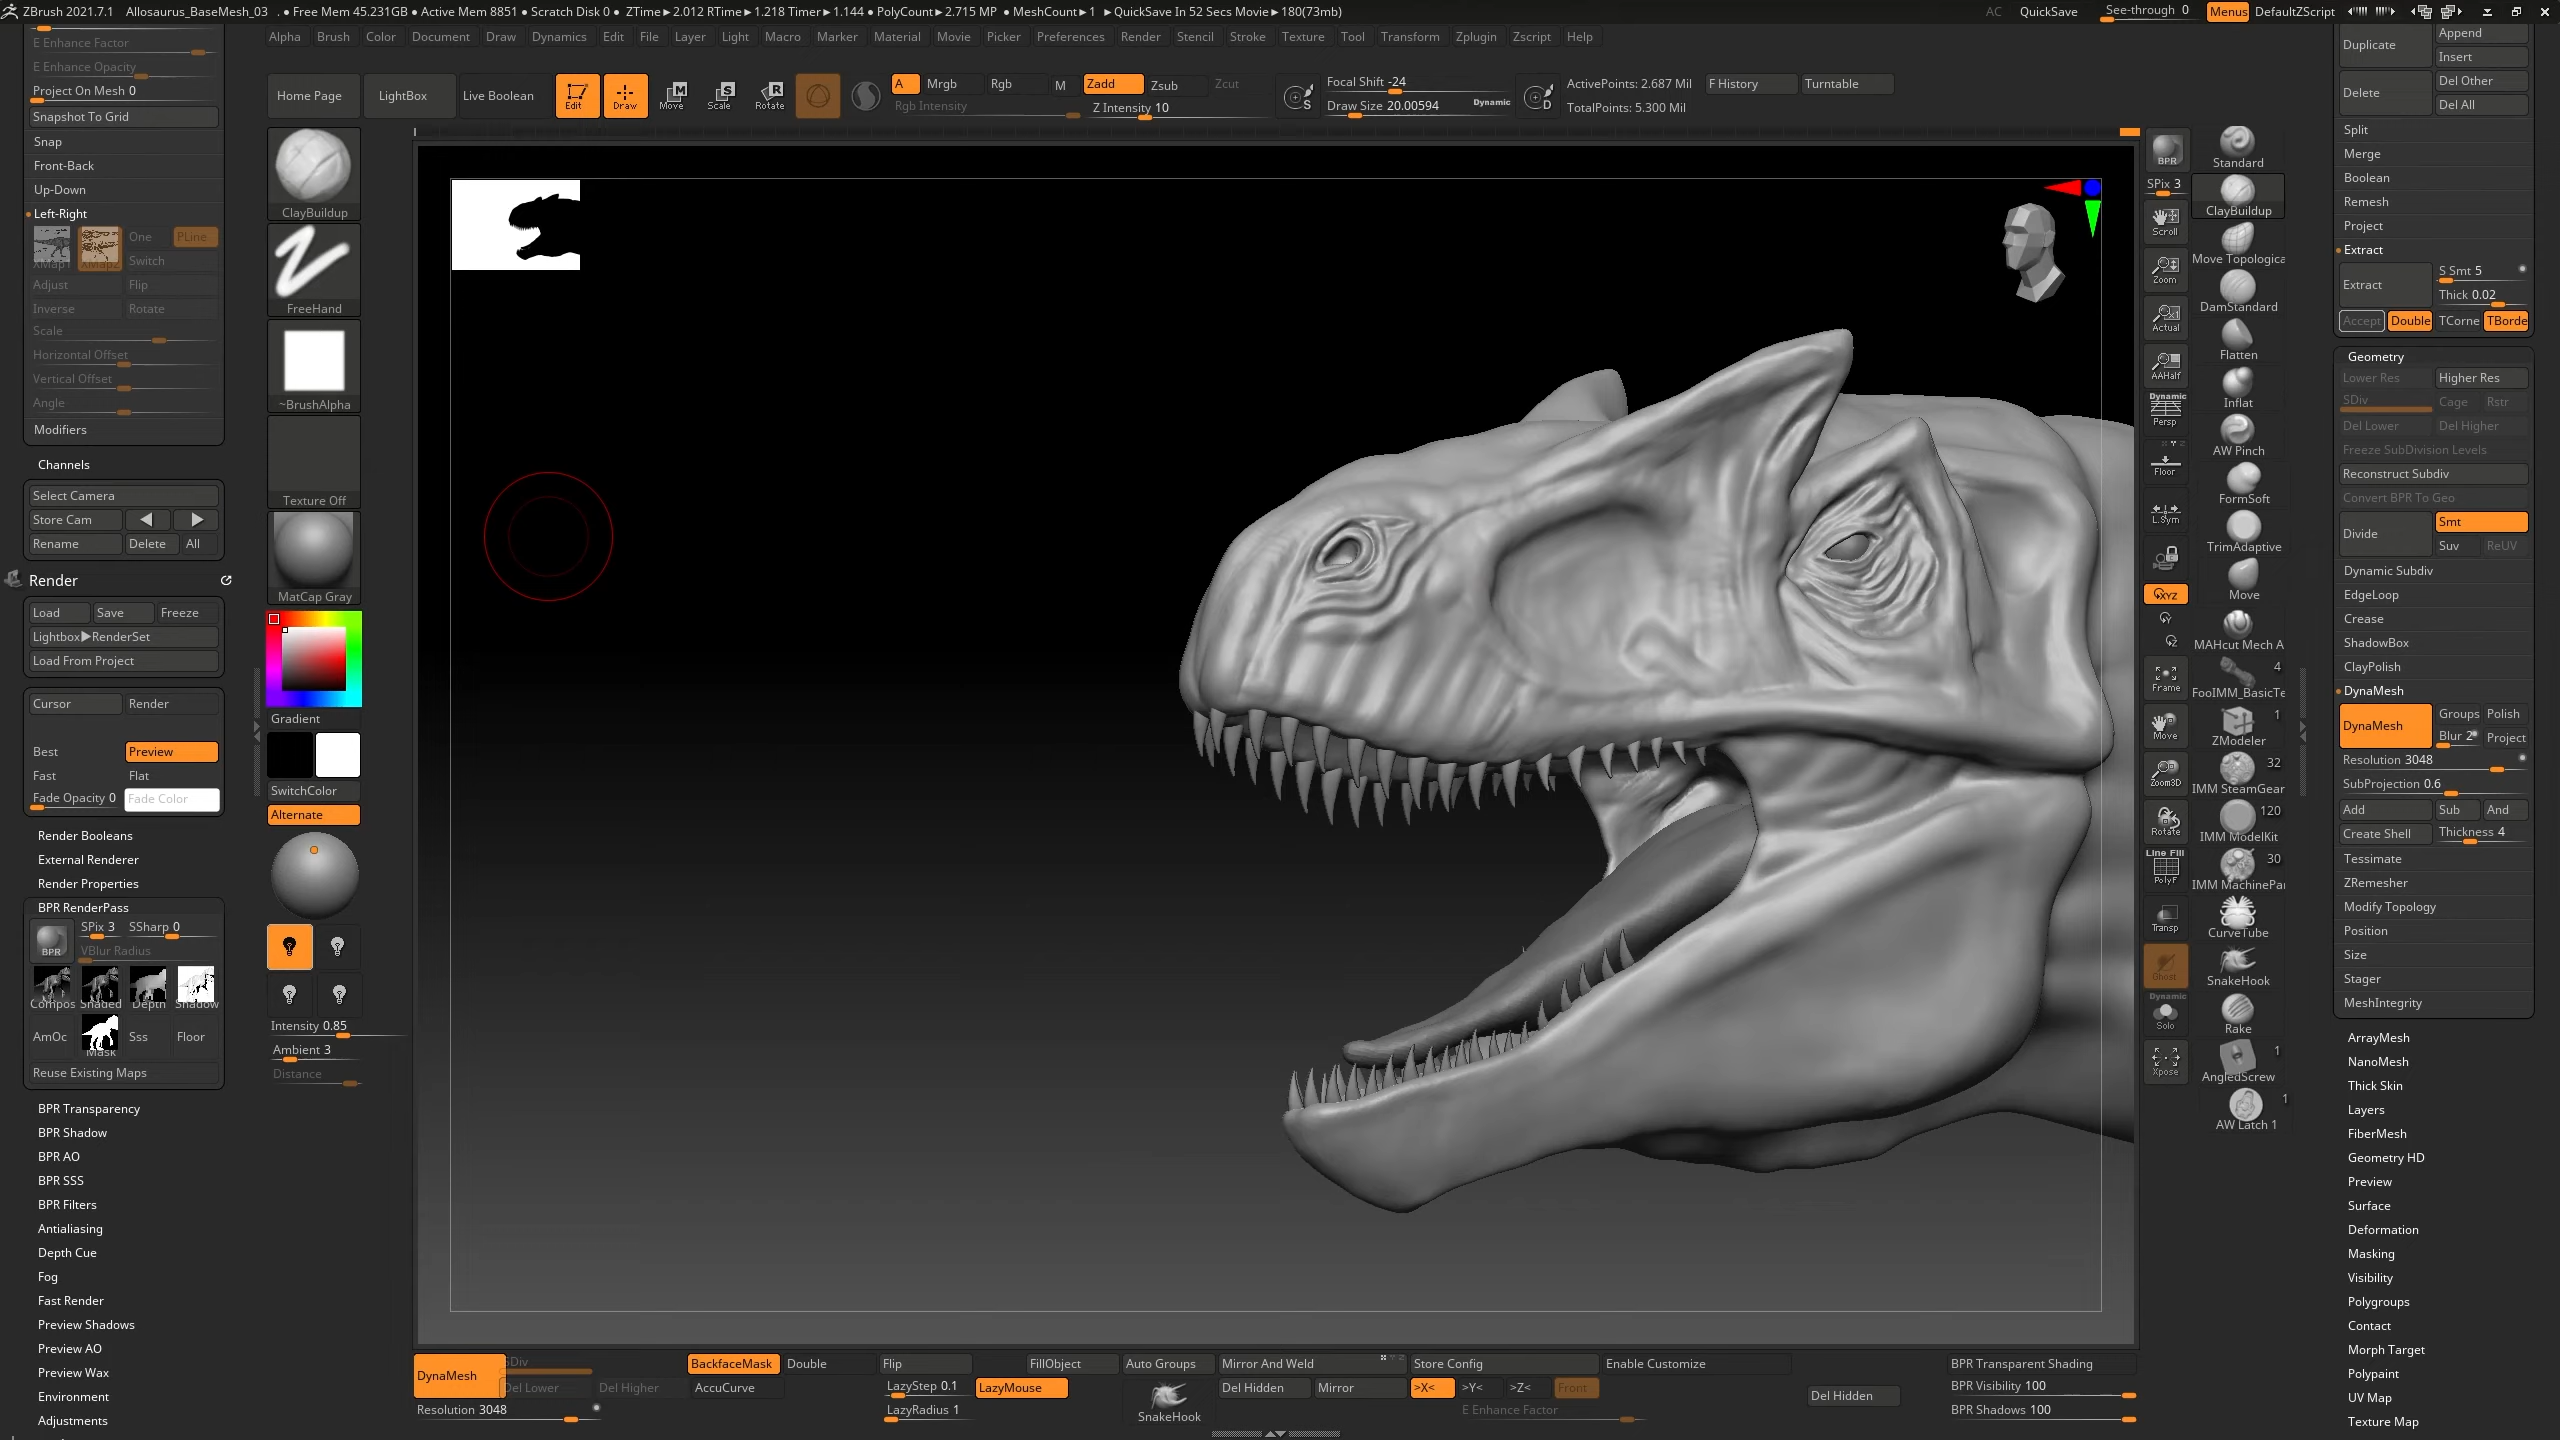 ZBrush 2021.7.1 Allosaurus_BaseMesh_03 . ● Free Mem 45.231GB ● Active Mem 8851 ● Scratch Disk 0 ● ZTime►2.012 RTime►1.218 Timer►1.144 ● PolyCount►2.715 MP ● MeshCount►1 ►QuickSave In 52 Secs Movie►180(73mb) AC QuickSave See-through 0 Menus DefaultZScript
Alpha Brush Color Document Draw Dynamics Edit File Layer Light Macro Marker Material Movie Picker Preferences Render Stencil Stroke Texture Tool Transform Zplugin Zscript Help
Home Page LightBox Live Boolean Edit Draw Move Scale Rotate A Mrgb Rgb M Zadd Zsub Zcut
Rgb Intensity Z Intensity 10
Focal Shift -24
Draw Size 20.00594 Dynamic
ActivePoints: 2.687 Mil F History Turntable
TotalPoints: 5.300 Mil
E Enhance Factor
E Enhance Opacity
Project On Mesh 0
Snapshot To Grid
Snap
Front-Back
Up-Down
Left-Right
One PLine
Switch
Adjust Flip
Inverse Rotate
Scale
Horizontal Offset
Vertical Offset
Angle
Modifiers
Channels
Select Camera
Store Cam
Rename Delete All
Render
Load Save Freeze
Lightbox►RenderSet
Load From Project
Cursor Render
Best Preview
Fast Flat
Fade Opacity 0 Fade Color
Render Booleans
External Renderer
Render Properties
BPR RenderPass
BPR SPix 3 SSharp 0
VBlur Radius
Compos Shaded Depth Shadow
AmOc Mask Sss Floor
Reuse Existing Maps
BPR Transparency
BPR Shadow
BPR AO
BPR SSS
BPR Filters
Antialiasing
Depth Cue
Fog
Fast Render
Preview Shadows
Preview AO
Preview Wax
Environment
Adjustments
ClayBuildup
FreeHand
~BrushAlpha
Texture Off
MatCap Gray
Gradient
SwitchColor
Alternate
Intensity 0.85
Ambient 3
Distance
BPR
SPix 3
Scroll
Zoom
Actual
AAHalf
Dynamic
Persp
Floor
L.Sym
XYZ
Frame
Move
Zoom3D
Rotate
Line Fill
PolyF
Transp
Ghost
Dynamic
Solo
Xpose
Standard
ClayBuildup
Move Topologica
DamStandard
Flatten
Inflat
AW Pinch
FormSoft
TrimAdaptive
Move
MAHcut Mech A
4
FooIMM_BasicTe
1
ZModeler
32
IMM SteamGear
120
IMM ModelKit
30
IMM MachinePar
CurveTube
SnakeHook
Rake
1
AngledScrew
1
AW Latch 1
Duplicate Append
Insert
Delete Del Other
Del All
Split
Merge
Boolean
Remesh
Project
Extract
Extract S Smt 5
Thick 0.02
Accept Double TCorne TBorde
Geometry
Lower Res Higher Res
SDiv Cage Rstr
Del Lower Del Higher
Freeze SubDivision Levels
Reconstruct Subdiv
Convert BPR To Geo
Divide Smt
Suv ReUV
Dynamic Subdiv
EdgeLoop
Crease
ShadowBox
ClayPolish
DynaMesh
DynaMesh Groups Polish
Blur 2 Project
Resolution 3048
SubProjection 0.6
Add Sub And
Create Shell Thickness 4
Tessimate
ZRemesher
Modify Topology
Position
Size
Stager
MeshIntegrity
ArrayMesh
NanoMesh
Thick Skin
Layers
FiberMesh
Geometry HD
Preview
Surface
Deformation
Masking
Visibility
Polygroups
Contact
Morph Target
Polypaint
UV Map
Texture Map
DynaMesh SDiv BackfaceMask Double Flip FillObject Auto Groups Mirror And Weld Store Config Enable Customize BPR Transparent Shading
Del Lower Del Higher AccuCurve LazyStep 0.1 LazyMouse SnakeHook Del Hidden Mirror >X< >Y< >Z< Front Del Hidden BPR Visibility 100
Resolution 3048 LazyRadius 1 E Enhance Factor BPR Shadows 100